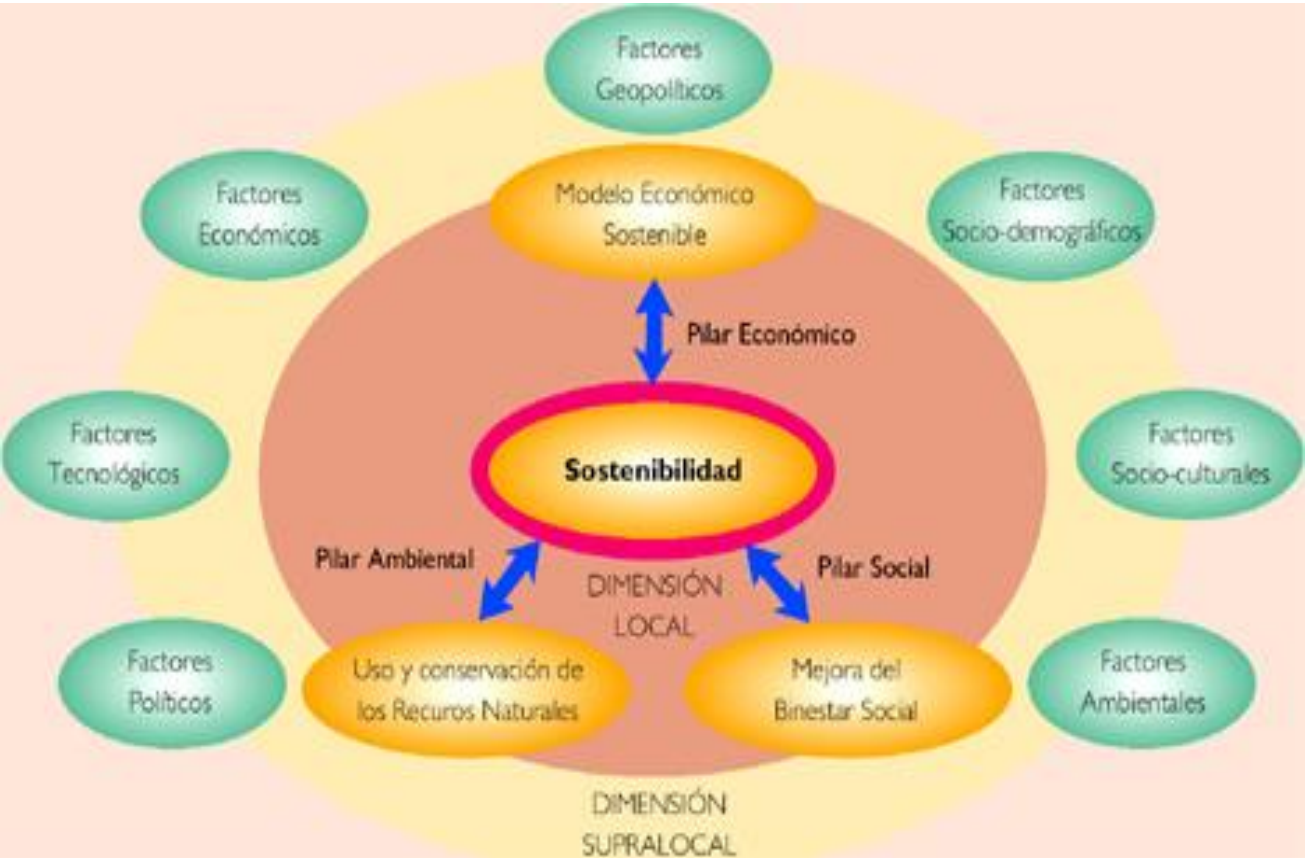 Factores
Geopolíticos
Factores
Económicos
Modelo Económico
Sostenible
Factores
Socio-demográficos
Pilar Económico
Factores
Tecnológicos
Sostenibilidad
Factores
Socio-culturales
Pilar Ambiental
Pilar Social
DIMENSIÓN
LOCAL
Factores
Políticos
Uso y conservación de
los Recuros Naturales
Mejora del
Binestar Social
Factores
Ambientales
DIMENSIÓN
SUPRALOCAL